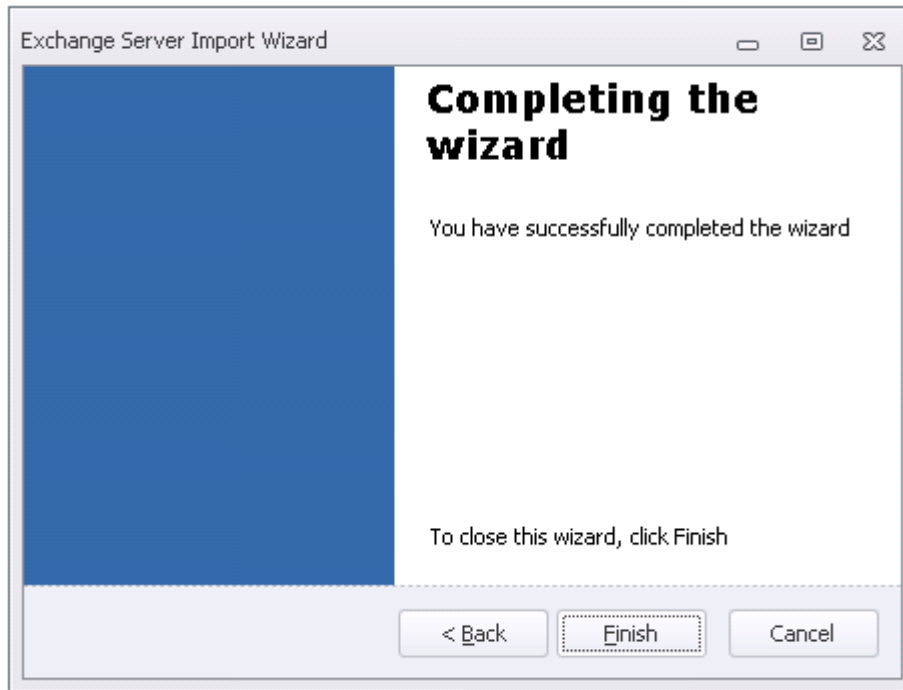 Exchange Server Import Wizard
Completing the
wizard
You have successfully completed the wizard
To close this wizard, click Finish
< Back
Finish
Cancel